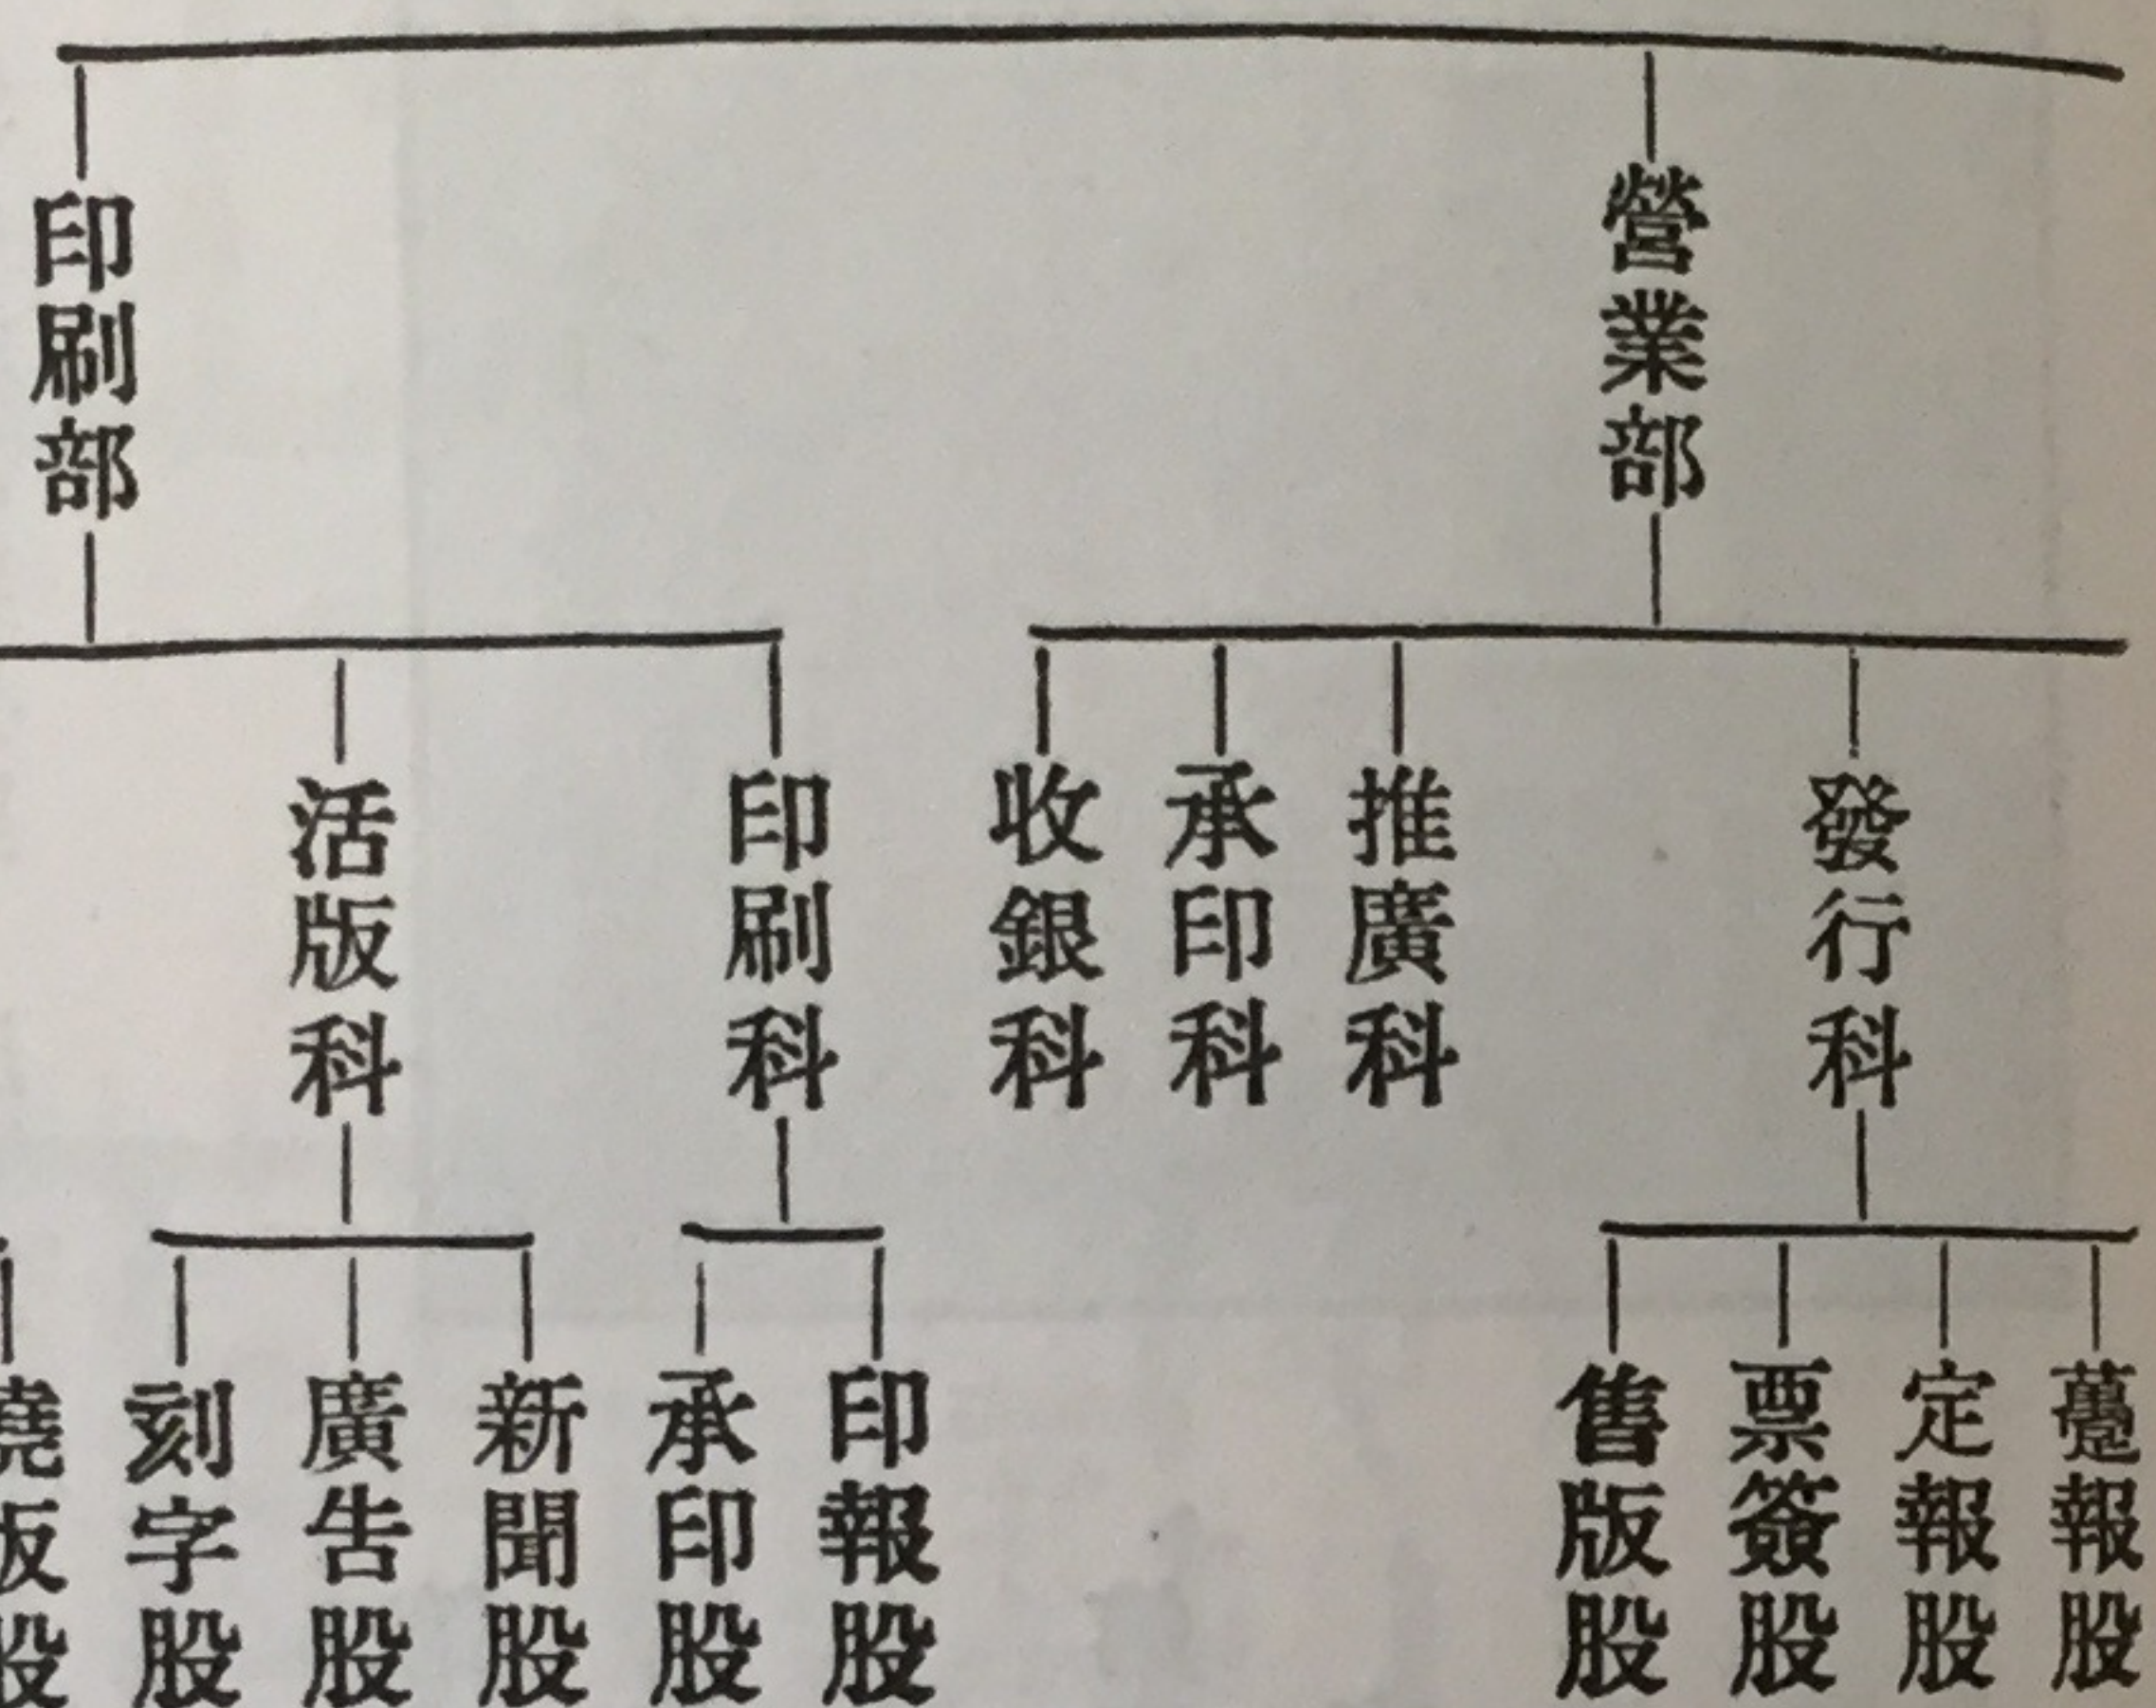 營業部
印刷部
發行科
推廣科
承印科
收銀科
印刷科
活版科
躉報股
定報股
票簽股
售版股
印報股
承印股
新聞股
廣告股
刻字股
版股